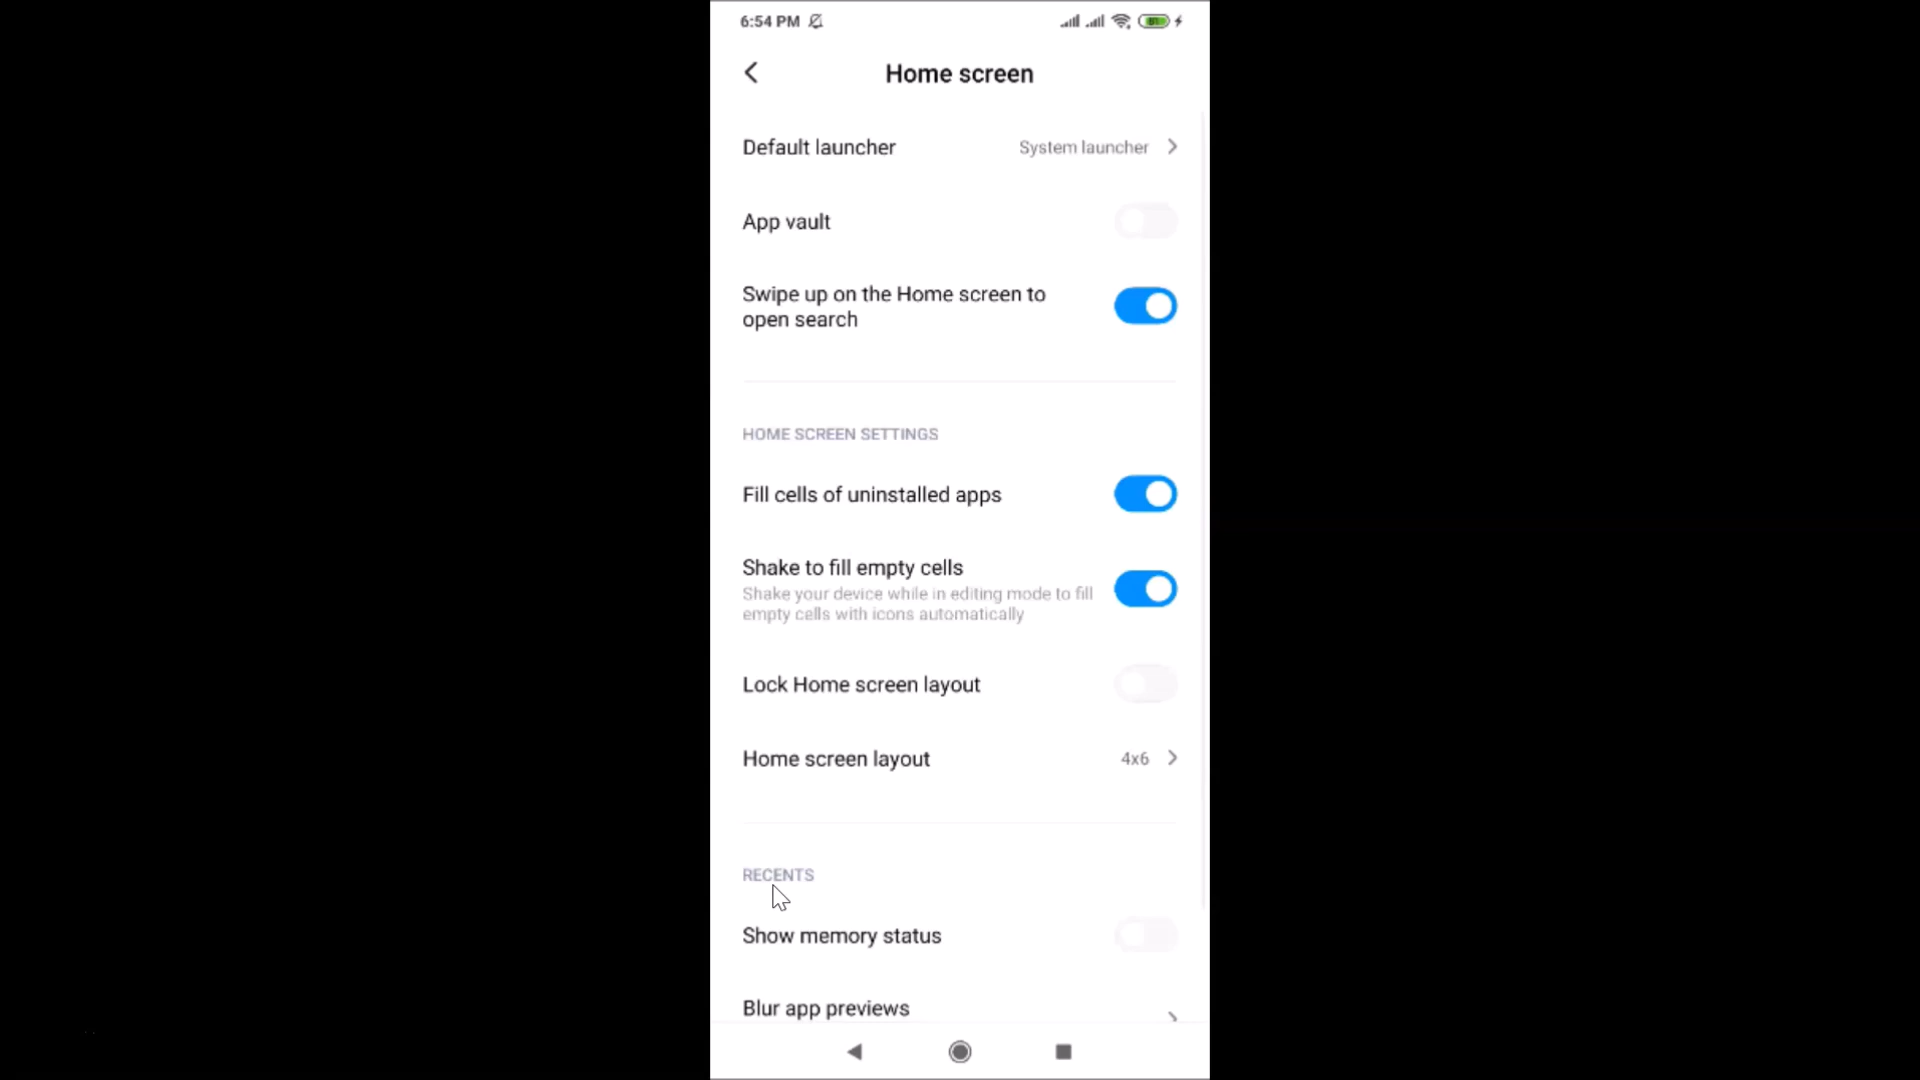 6:54 PM
Home screen
Default launcher System launcher
App vault
Swipe up on the Home screen to
open search
HOME SCREEN SETTINGS
Fill cells of uninstalled apps
Shake to fill empty cells
Shake your device while in editing mode to fill
empty cells with icons automatically
Lock Home screen layout
Home screen layout 4x6
RECENTS
Show memory status
Blur app previews